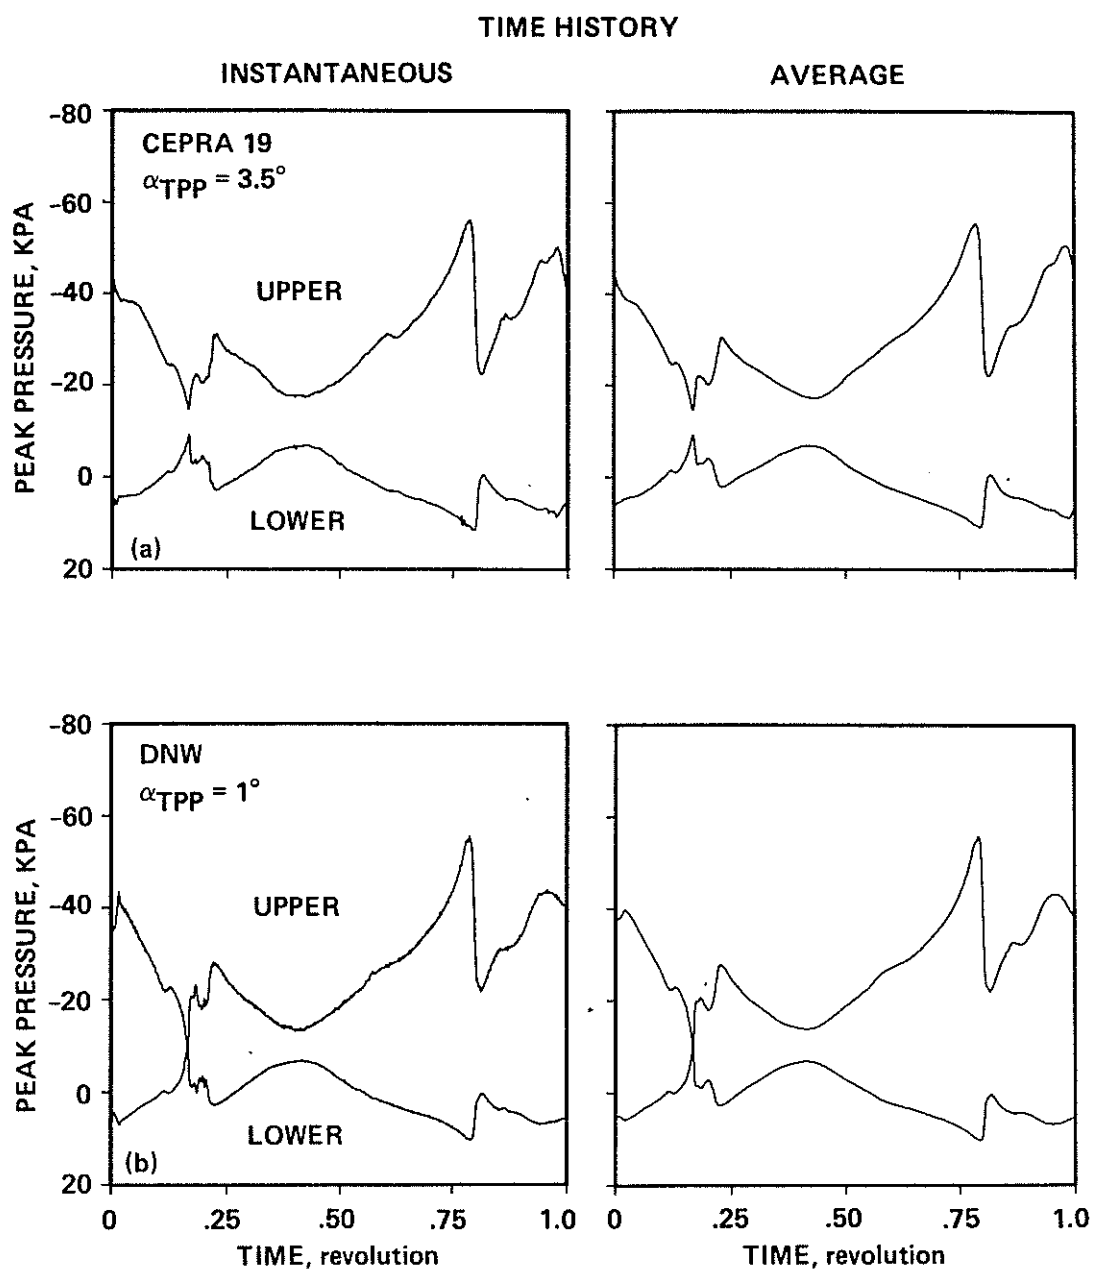 TIME HISTORY
INSTANTANEOUS
AVERAGE
PEAK PRESSURE, KPA
-80
-60
-40
-20
0
20
CEPRA 19
αTPP = 3.5°
UPPER
LOWER
(a)
PEAK PRESSURE, KPA
-80
-60
-40
-20
0
20
DNW
αTPP = 1°
UPPER
LOWER
(b)
0 .25 .50 .75 1.0
TIME, revolution
0 .25 .50 .75 1.0
TIME, revolution